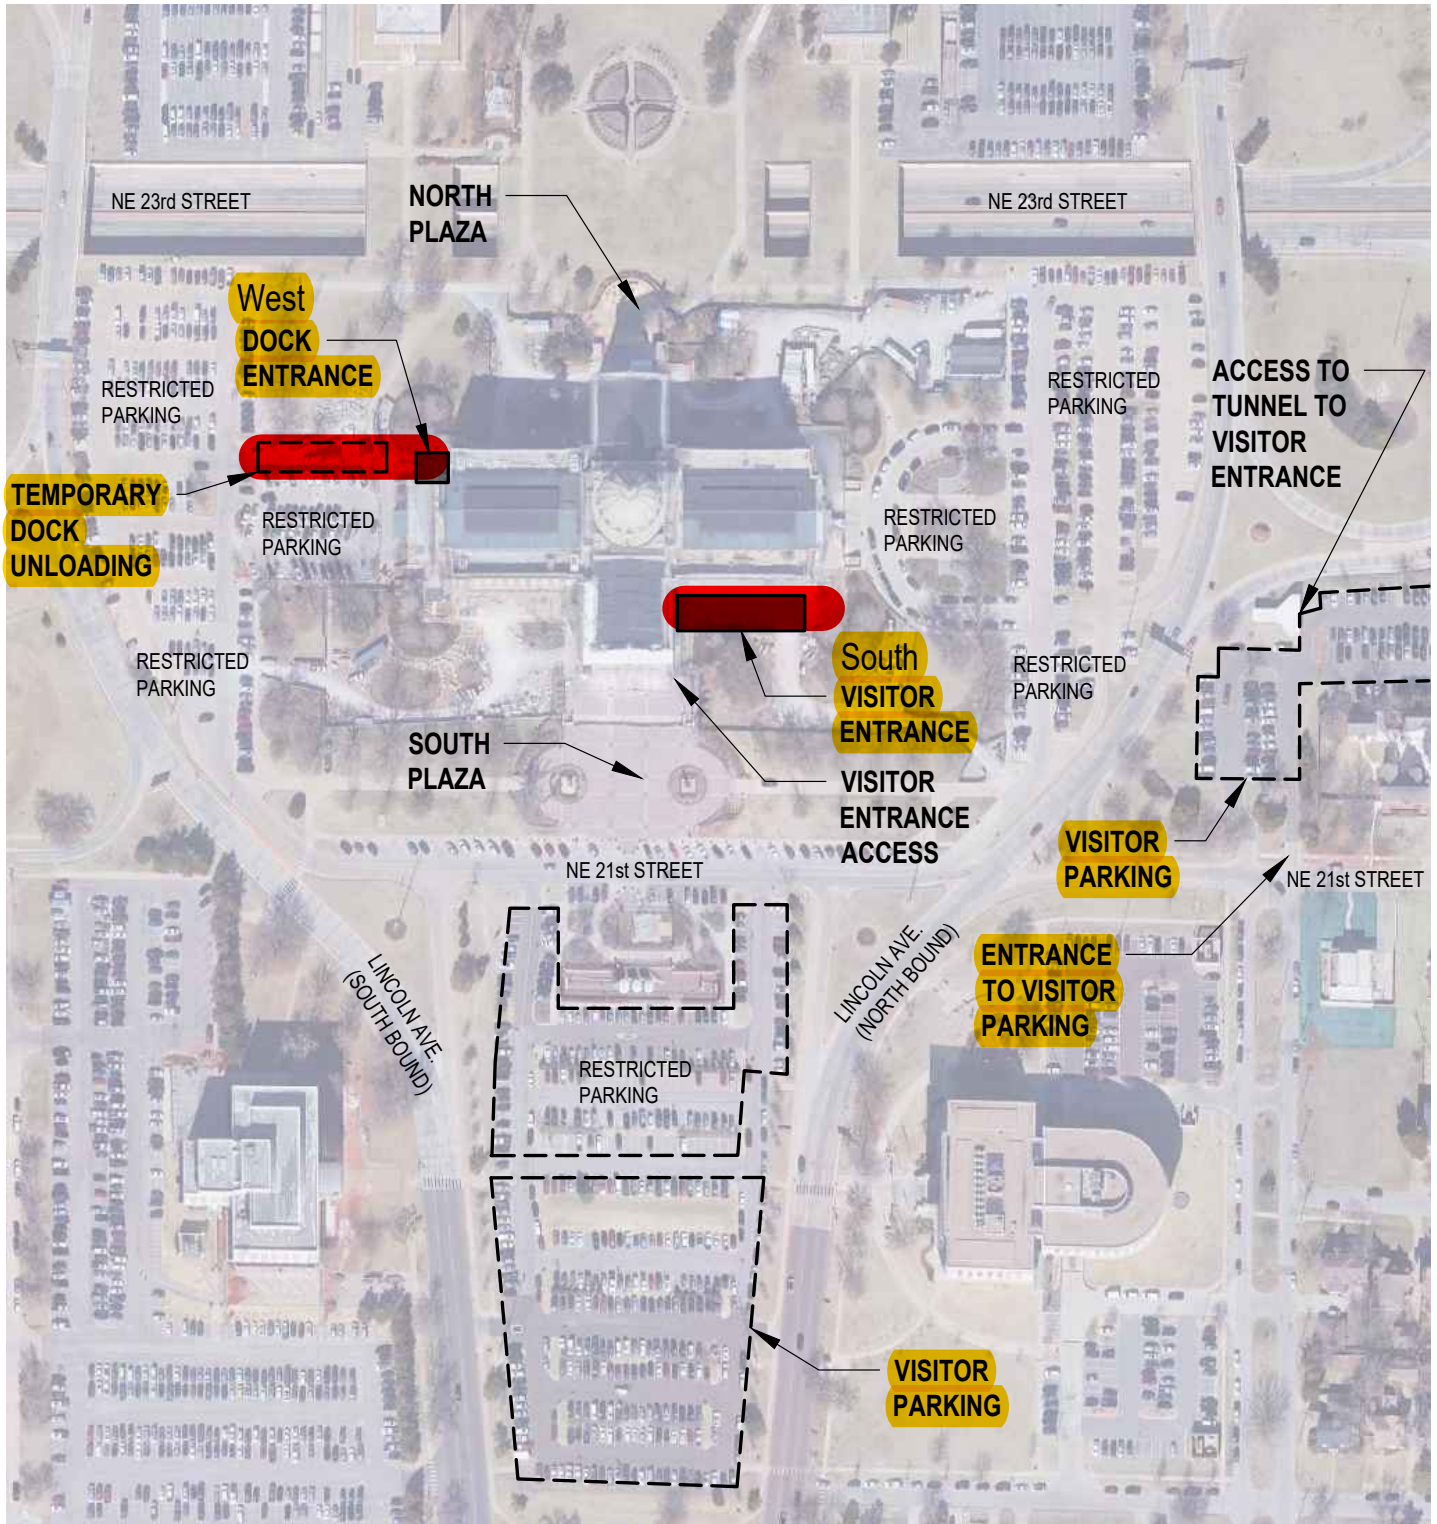 NE 23rd STREET
NORTH
PLAZA
NE 23rd STREET
West
DOCK
ENTRANCE
RESTRICTED
PARKING
RESTRICTED
PARKING
ACCESS TO
TUNNEL TO
VISITOR
ENTRANCE
TEMPORARY
DOCK
UNLOADING
RESTRICTED
PARKING
RESTRICTED
PARKING
RESTRICTED
PARKING
South
VISITOR
ENTRANCE
RESTRICTED
PARKING
SOUTH
PLAZA
VISITOR
ENTRANCE
ACCESS
VISITOR
PARKING
NE 21st STREET
NE 21st STREET
LINCOLN AVE.
(SOUTH BOUND)
LINCOLN AVE.
(NORTH BOUND)
ENTRANCE
TO VISITOR
PARKING
RESTRICTED
PARKING
VISITOR
PARKING